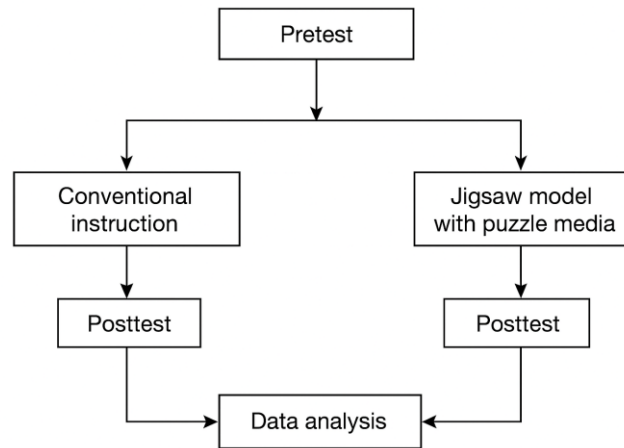 Pretest
Conventional
instruction
Jigsaw model
with puzzle media
Posttest
Posttest
Data analysis